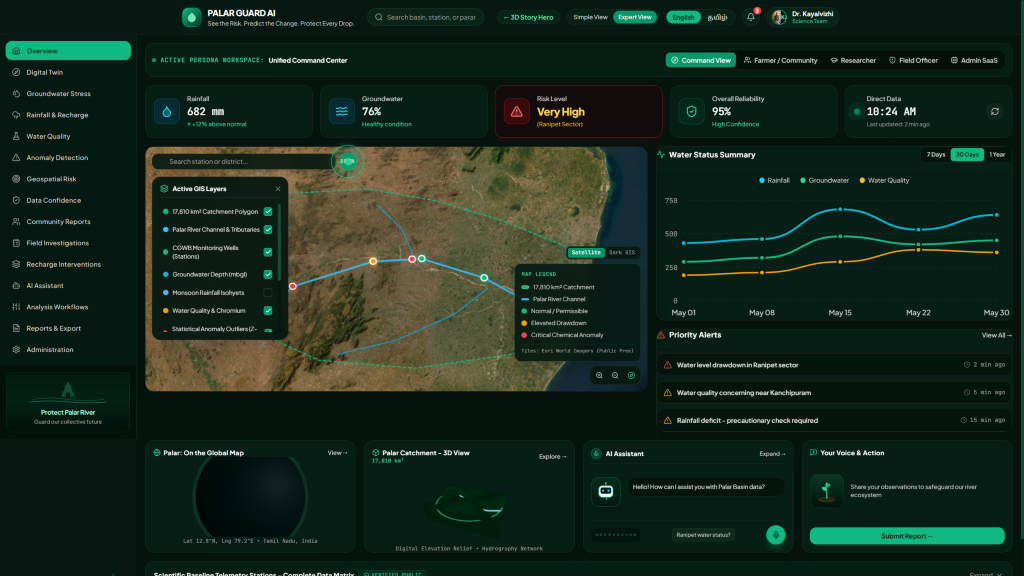 PALAR GUARD AI
See the Risk. Predict the Change. Protect Every Drop.
Search basin, station, or parar
← 3D Story Hero
Simple View
Expert View
English
தமிழ்
3
Dr. Kayalvizhi
Science Team
Overview
Digital Twin
Groundwater Stress
Rainfall & Recharge
Water Quality
Anomaly Detection
Geospatial Risk
Data Confidence
Community Reports
Field Investigations
Recharge Interventions
AI Assistant
Analysis Workflows
Reports & Export
Administration
Protect Palar River
Guard our collective future
ACTIVE PERSONA WORKSPACE: Unified Command Center
Command View
Farmer / Community
Researcher
Field Officer
Admin SaaS
Rainfall
682 mm
↑ +12% above normal
Groundwater
76%
Healthy condition
Risk Level
Very High
(Ranipet Sector)
Overall Reliability
95%
High Confidence
Direct Data
10:24 AM
Last updated: 2 min ago
Search station or district...
Active GIS Layers
17,810 km² Catchment Polygon
Palar River Channel & Tributaries
CGWB Monitoring Wells
(Stations)
Groundwater Depth (mbgl)
Monsoon Rainfall Isohyets
Water Quality & Chromium
Statistical Anomaly Outliers (Z-
Satellite
Dark GIS
MAP LEGEND
17,810 km² Catchment
Palar River Channel
Normal / Permissible
Elevated Drawdown
Critical Chemical Anomaly
Tiles: Esri World Imagery (Public Free)
Water Status Summary
7 Days
30 Days
1 Year
Rainfall
Groundwater
Water Quality
750
500
250
0
May 01
May 08
May 15
May 22
May 30
Priority Alerts
View All →
Water level drawdown in Ranipet sector
2 min ago
Water quality concerning near Kanchipuram
5 min ago
Rainfall deficit - precautionary check required
15 min ago
Palar: On the Global Map
View →
Lat 12.8°N, Lng 79.2°E • Tamil Nadu, India
Palar Catchment - 3D View
17,810 km²
Explore →
Digital Elevation Relief • Hydrography Network
AI Assistant
Expand →
Hello! How can I assist you with Palar Basin data?
Ranipet water status?
Your Voice & Action
Share your observations to safeguard our river
ecosystem
Submit Report →
Scientific Baseline Telemetry Stations - Complete Data Matrix
VERIFIED PUBLIC
Expand